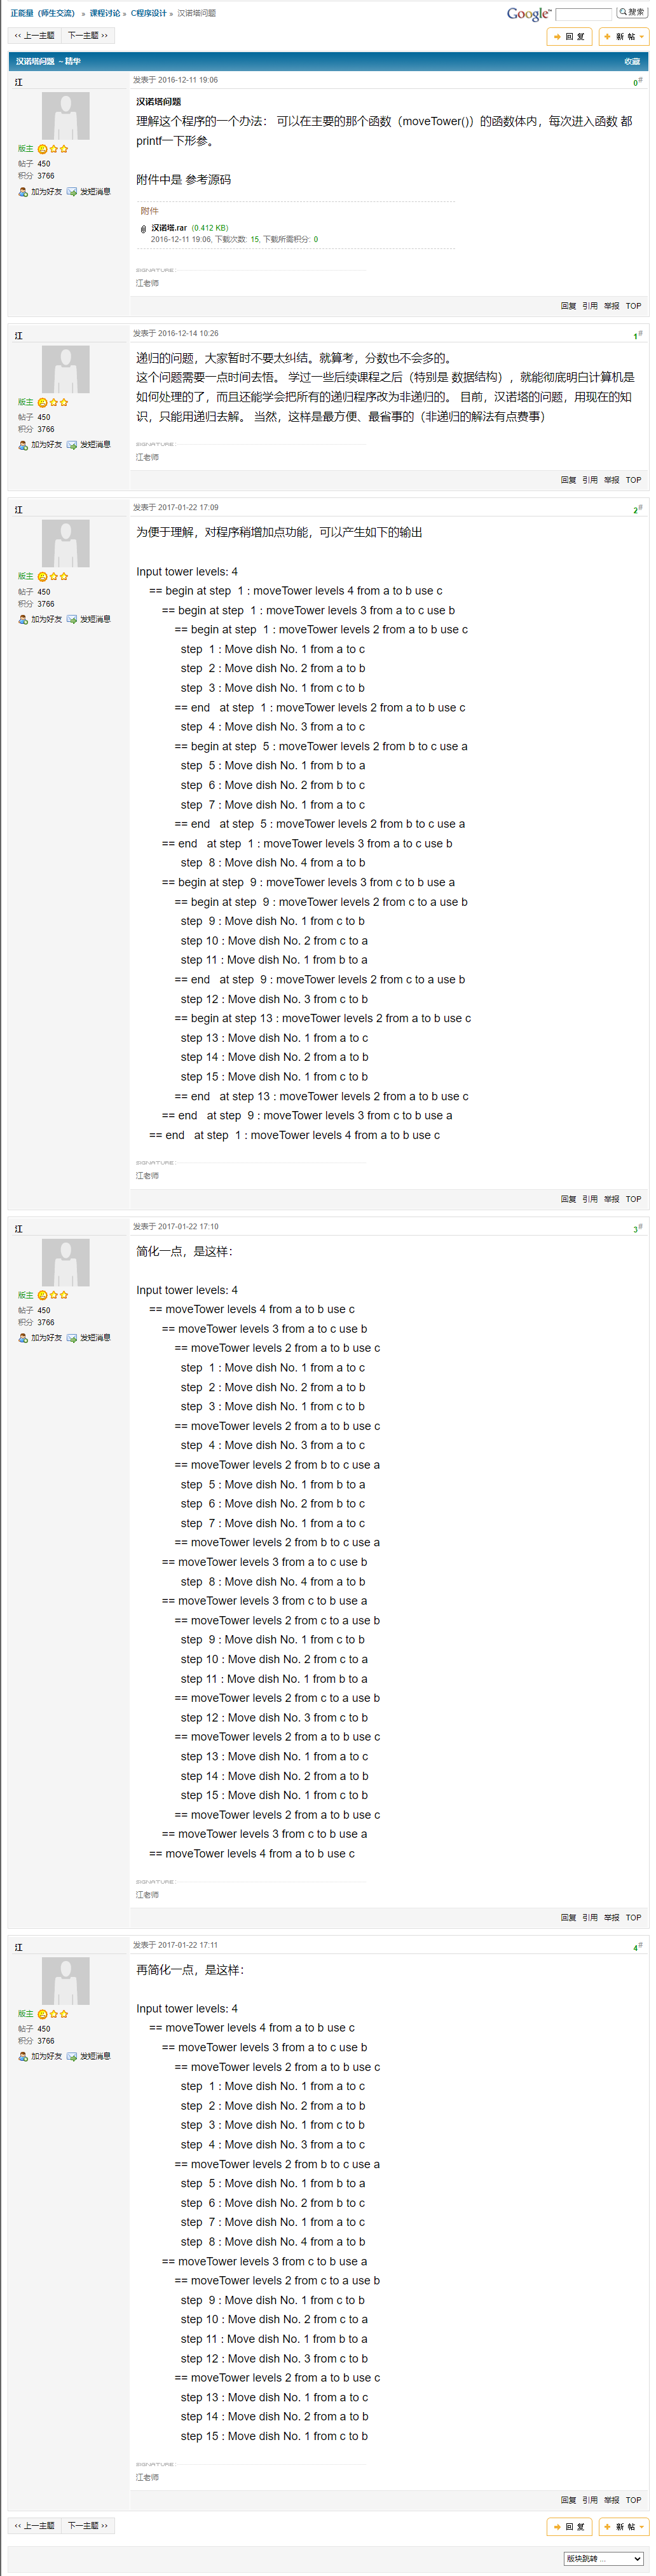 正能量（师生交流） » 课程讨论 » C程序设计 » 汉诺塔问题
Google™ 搜索
‹‹ 上一主题 下一主题 ›› 回复 新帖
汉诺塔问题 - 精华 收藏
江 发表于 2016-12-11 19:06 0#
汉诺塔问题
理解这个程序的一个办法： 可以在主要的那个函数（moveTower()）的函数体内，每次进入函数 都
printf一下形参。
附件中是 参考源码
版主
帖子 450
积分 3766
加为好友 发短消息
附件
汉诺塔.rar (0.412 KB)
2016-12-11 19:06, 下载次数: 15, 下载所需积分: 0
SIGNATURE:
江老师
回复 引用 举报 TOP
江 发表于 2016-12-14 10:26 1#
递归的问题，大家暂时不要太纠结。就算考，分数也不会多的。
这个问题需要一点时间去悟。 学过一些后续课程之后（特别是 数据结构），就能彻底明白计算机是
如何处理的了，而且还能学会把所有的递归程序改为非递归的。 目前，汉诺塔的问题，用现在的知
识，只能用递归去解。 当然，这样是最方便、最省事的（非递归的解法有点费事）
版主
帖子 450
积分 3766
加为好友 发短消息
SIGNATURE:
江老师
回复 引用 举报 TOP
江 发表于 2017-01-22 17:09 2#
版主
帖子 450
积分 3766
加为好友 发短消息
为便于理解，对程序稍增加点功能，可以产生如下的输出
Input tower levels: 4
== begin at step  1 : moveTower levels 4 from a to b use c
== begin at step  1 : moveTower levels 3 from a to c use b
== begin at step  1 : moveTower levels 2 from a to b use c
step  1 : Move dish No. 1 from a to c
step  2 : Move dish No. 2 from a to b
step  3 : Move dish No. 1 from c to b
== end   at step  1 : moveTower levels 2 from a to b use c
step  4 : Move dish No. 3 from a to c
== begin at step  5 : moveTower levels 2 from b to c use a
step  5 : Move dish No. 1 from b to a
step  6 : Move dish No. 2 from b to c
step  7 : Move dish No. 1 from a to c
== end   at step  5 : moveTower levels 2 from b to c use a
== end   at step  1 : moveTower levels 3 from a to c use b
step  8 : Move dish No. 4 from a to b
== begin at step  9 : moveTower levels 3 from c to b use a
== begin at step  9 : moveTower levels 2 from c to a use b
step  9 : Move dish No. 1 from c to b
step 10 : Move dish No. 2 from c to a
step 11 : Move dish No. 1 from b to a
== end   at step  9 : moveTower levels 2 from c to a use b
step 12 : Move dish No. 3 from c to b
== begin at step 13 : moveTower levels 2 from a to b use c
step 13 : Move dish No. 1 from a to c
step 14 : Move dish No. 2 from a to b
step 15 : Move dish No. 1 from c to b
== end   at step 13 : moveTower levels 2 from a to b use c
== end   at step  9 : moveTower levels 3 from c to b use a
== end   at step  1 : moveTower levels 4 from a to b use c
SIGNATURE:
江老师
回复 引用 举报 TOP
江 发表于 2017-01-22 17:10 3#
版主
帖子 450
积分 3766
加为好友 发短消息
简化一点，是这样：
Input tower levels: 4
== moveTower levels 4 from a to b use c
== moveTower levels 3 from a to c use b
== moveTower levels 2 from a to b use c
step  1 : Move dish No. 1 from a to c
step  2 : Move dish No. 2 from a to b
step  3 : Move dish No. 1 from c to b
== moveTower levels 2 from a to b use c
step  4 : Move dish No. 3 from a to c
== moveTower levels 2 from b to c use a
step  5 : Move dish No. 1 from b to a
step  6 : Move dish No. 2 from b to c
step  7 : Move dish No. 1 from a to c
== moveTower levels 2 from b to c use a
== moveTower levels 3 from a to c use b
step  8 : Move dish No. 4 from a to b
== moveTower levels 3 from c to b use a
== moveTower levels 2 from c to a use b
step  9 : Move dish No. 1 from c to b
step 10 : Move dish No. 2 from c to a
step 11 : Move dish No. 1 from b to a
== moveTower levels 2 from c to a use b
step 12 : Move dish No. 3 from c to b
== moveTower levels 2 from a to b use c
step 13 : Move dish No. 1 from a to c
step 14 : Move dish No. 2 from a to b
step 15 : Move dish No. 1 from c to b
== moveTower levels 2 from a to b use c
== moveTower levels 3 from c to b use a
== moveTower levels 4 from a to b use c
SIGNATURE:
江老师
回复 引用 举报 TOP
江 发表于 2017-01-22 17:11 4#
版主
帖子 450
积分 3766
加为好友 发短消息
再简化一点，是这样：
Input tower levels: 4
== moveTower levels 4 from a to b use c
== moveTower levels 3 from a to c use b
== moveTower levels 2 from a to b use c
step  1 : Move dish No. 1 from a to c
step  2 : Move dish No. 2 from a to b
step  3 : Move dish No. 1 from c to b
step  4 : Move dish No. 3 from a to c
== moveTower levels 2 from b to c use a
step  5 : Move dish No. 1 from b to a
step  6 : Move dish No. 2 from b to c
step  7 : Move dish No. 1 from a to c
step  8 : Move dish No. 4 from a to b
== moveTower levels 3 from c to b use a
== moveTower levels 2 from c to a use b
step  9 : Move dish No. 1 from c to b
step 10 : Move dish No. 2 from c to a
step 11 : Move dish No. 1 from b to a
step 12 : Move dish No. 3 from c to b
== moveTower levels 2 from a to b use c
step 13 : Move dish No. 1 from a to c
step 14 : Move dish No. 2 from a to b
step 15 : Move dish No. 1 from c to b
SIGNATURE:
江老师
回复 引用 举报 TOP
‹‹ 上一主题 下一主题 ›› 回复 新帖
版块跳转 ...